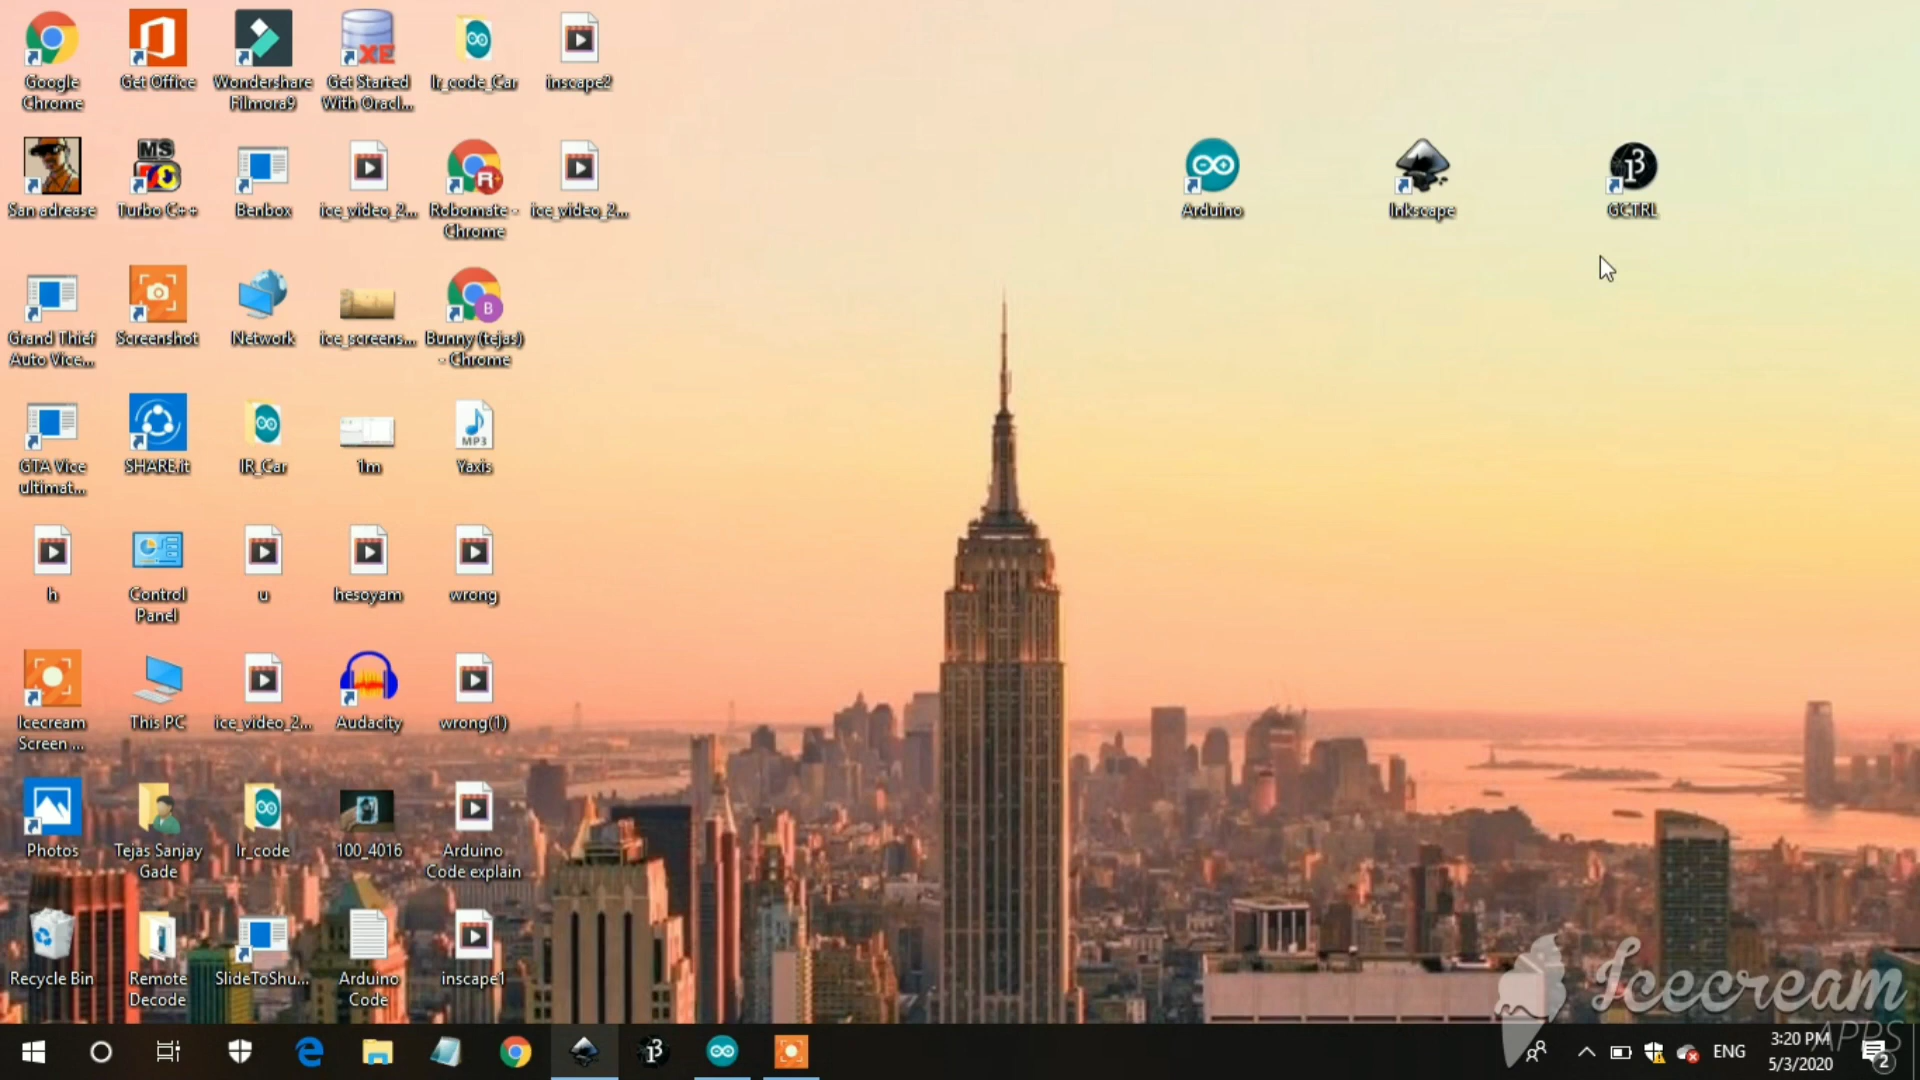 Google
Chrome
Get Office
Wondershare
Filmora9
XE
Get Started
With Oracl...
Ir_code_Car
inscape2
San adrease
MS
Turbo C++
Benbox
ice_video_2...
R+
Robomate -
Chrome
ice_video_2...
Arduino
Inkscape
GCTRL
Grand Thief
Auto Vice...
Screenshot
Network
ice_screens...
B
Bunny (tejas)
- Chrome
GTA Vice
ultimat...
SHAREit
IR_Car
1m
MP3
Yaxis
h
Control
Panel
u
hesoyam
wrong
Icecream
Screen ...
This PC
ice_video_2...
Audacity
wrong(1)
Photos
Tejas Sanjay
Gade
Ir_code
100_4016
Arduino
Code explain
Recycle Bin
Remote
Decode
SlideToShu...
Arduino
Code
inscape1
Icecream
APPS
ENG
3:20 PM
5/3/2020
2